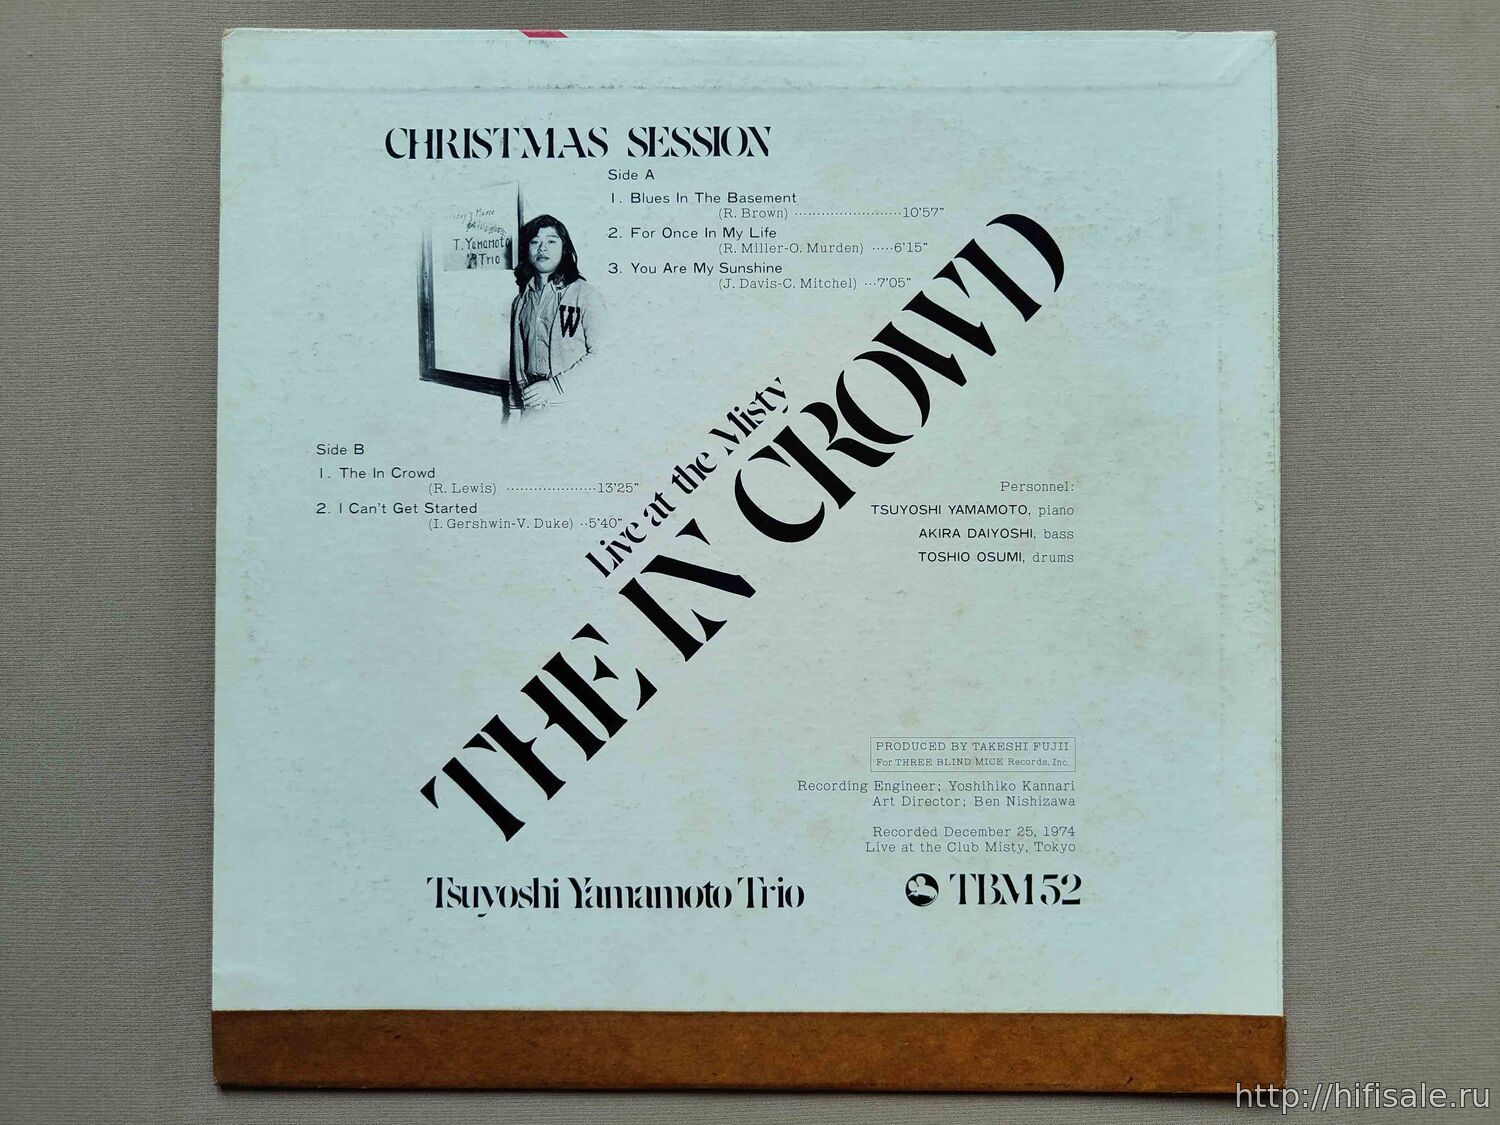 CHRISTMAS SESSION
Side A
1. Blues In The Basement
(R. Brown) ························10'57"
2. For Once In My Life
(R. Miller-O. Murden) ·····6'15"
3. You Are My Sunshine
(J. Davis-C. Mitchel) ···7'05"
T. Yamamoto
Trio
Side B
1. The In Crowd
(R. Lewis) ····················13'25"
2. I Can't Get Started
(I. Gershwin-V. Duke) ··5'40"
Live at the Misty
THE IN CROWD
Personnel:
TSUYOSHI YAMAMOTO, piano
AKIRA DAIYOSHI, bass
TOSHIO OSUMI, drums
W
PRODUCED BY TAKESHI FUJII
For THREE BLIND MICE Records, Inc.
Recording Engineer; Yoshihiko Kannari
Art Director; Ben Nishizawa
Recorded December 25, 1974
Live at the Club Misty, Tokyo
Tsuyoshi Yamamoto Trio
TBM 52
http://hifisale.ru